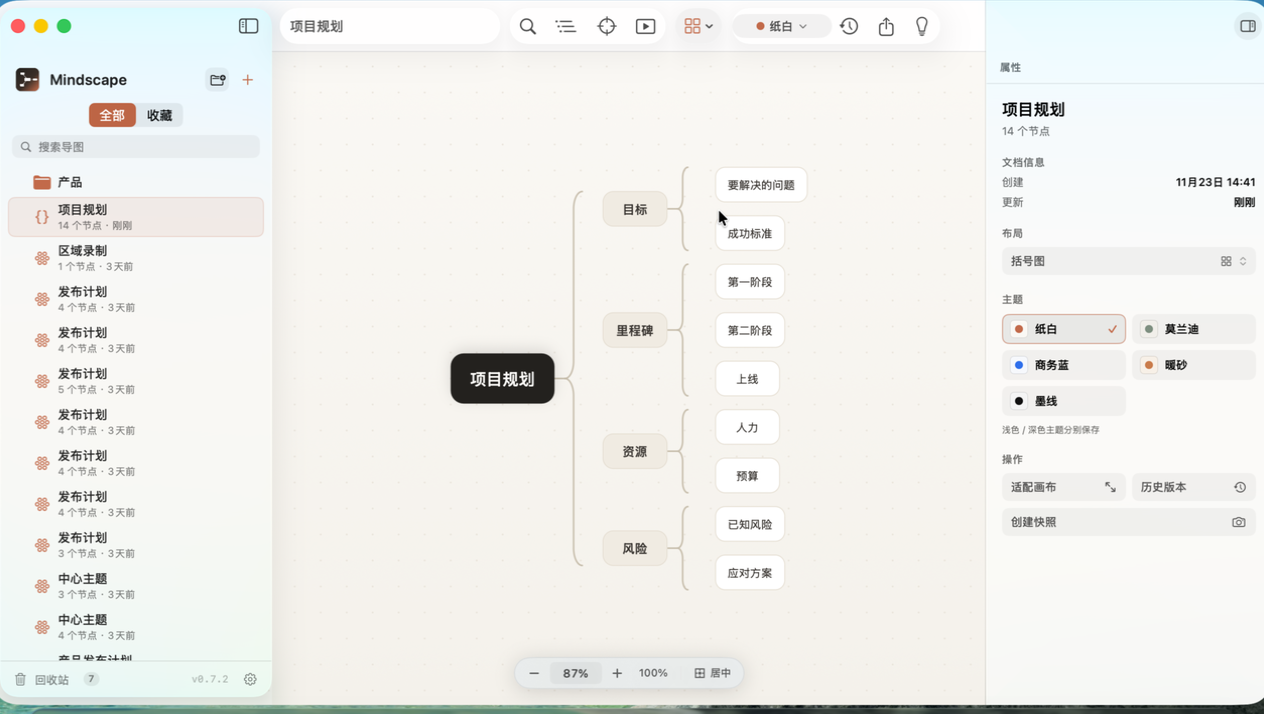 Mindscape
全部 收藏
搜索导图
产品
项目规划
14 个节点 · 刚刚
区域录制
1 个节点 · 3天前
发布计划
4 个节点 · 3天前
发布计划
4 个节点 · 3天前
发布计划
5 个节点 · 3天前
发布计划
4 个节点 · 3天前
发布计划
4 个节点 · 3天前
发布计划
4 个节点 · 3天前
发布计划
3 个节点 · 3天前
中心主题
3 个节点 · 3天前
中心主题
4 个节点 · 3天前
产品发布计划
回收站 7 v0.7.2
项目规划
纸白
项目规划
目标
要解决的问题
成功标准
里程碑
第一阶段
第二阶段
上线
资源
人力
预算
风险
已知风险
应对方案
87% 100% 居中
属性
项目规划
14 个节点
文档信息
创建 11月23日 14:41
更新 刚刚
布局
括号图
主题
纸白 莫兰迪
商务蓝 暖砂
墨线
浅色 / 深色主题分别保存
操作
适配画布 历史版本
创建快照